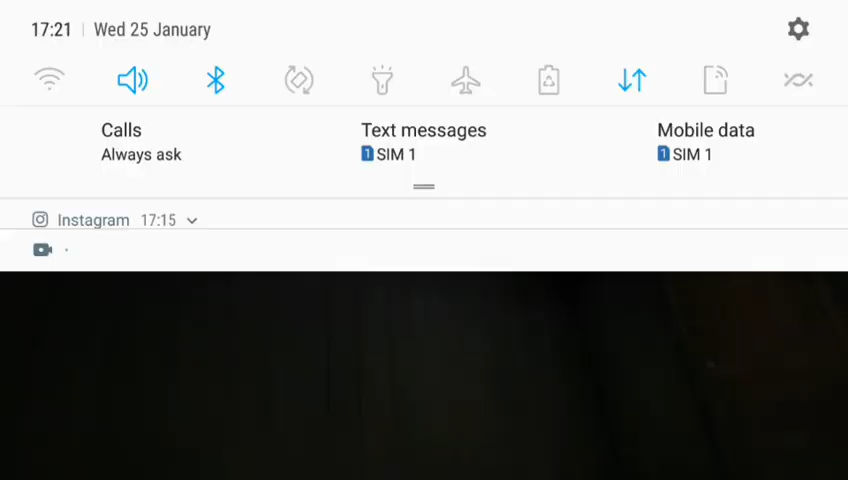 17:21 Wed 25 January
Calls Text messages Mobile data
Always ask 1 SIM 1 1 SIM 1
Instagram 17:15